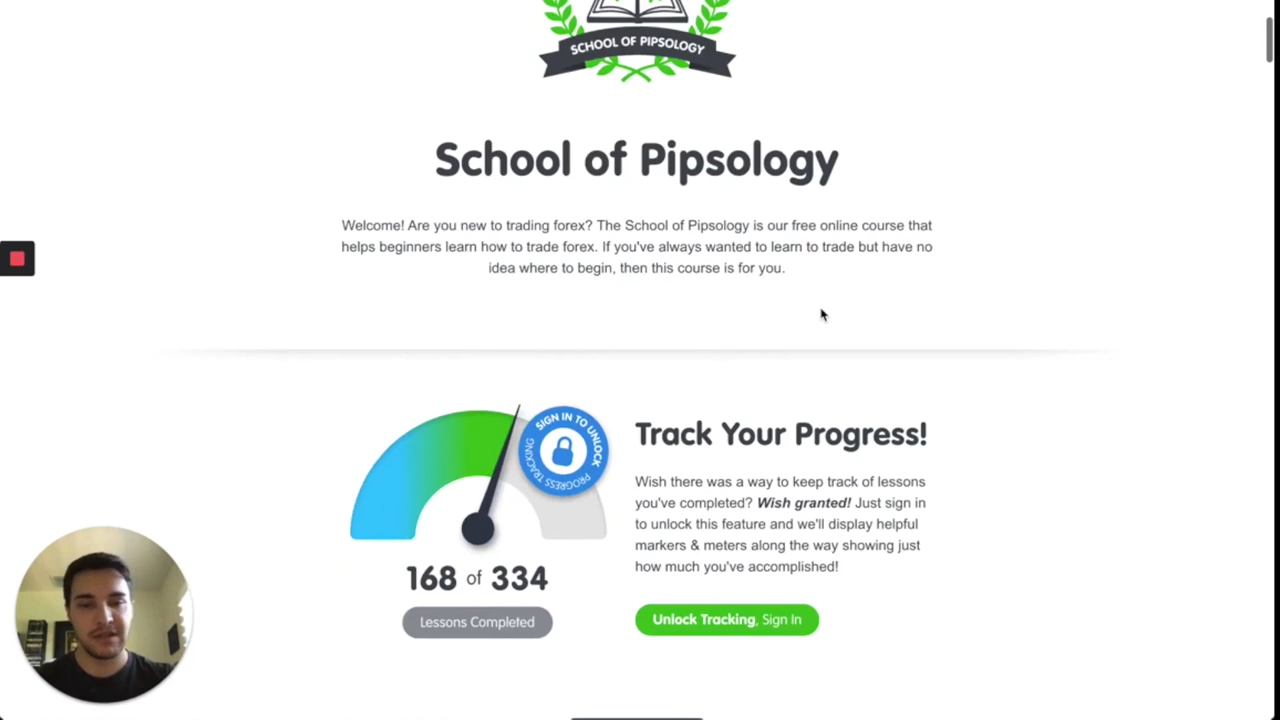 SCHOOL OF PIPSOLOGY
School of Pipsology
Welcome! Are you new to trading forex? The School of Pipsology is our free online course that
helps beginners learn how to trade forex. If you've always wanted to learn to trade but have no
idea where to begin, then this course is for you.
SIGN IN TO UNLOCK
PROGRESS TRACKING
168 of 334
Lessons Completed
Track Your Progress!
Wish there was a way to keep track of lessons
you've completed? Wish granted! Just sign in
to unlock this feature and we'll display helpful
markers & meters along the way showing just
how much you've accomplished!
Unlock Tracking, Sign In